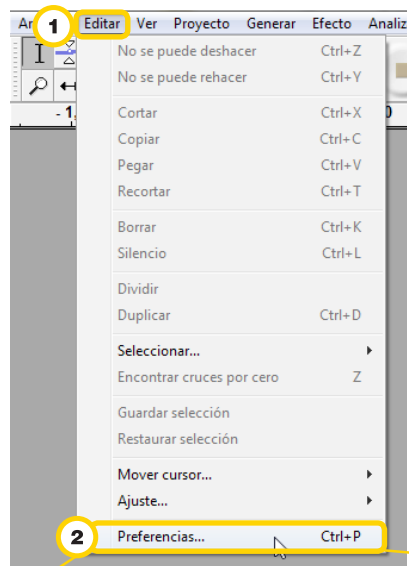 1 Editar Ver Proyecto Generar Efecto
No se puede deshacer Ctrl+Z
No se puede rehacer Ctrl+Y
- 1,
Cortar Ctrl+X
Copiar Ctrl+C
Pegar Ctrl+V
Recortar Ctrl+T
Borrar Ctrl+K
Silencio Ctrl+L
Dividir
Duplicar Ctrl+D
Seleccionar...
Encontrar cruces por cero Z
Guardar selección
Restaurar selección
Mover cursor...
Ajuste...
2 Preferencias... Ctrl+P